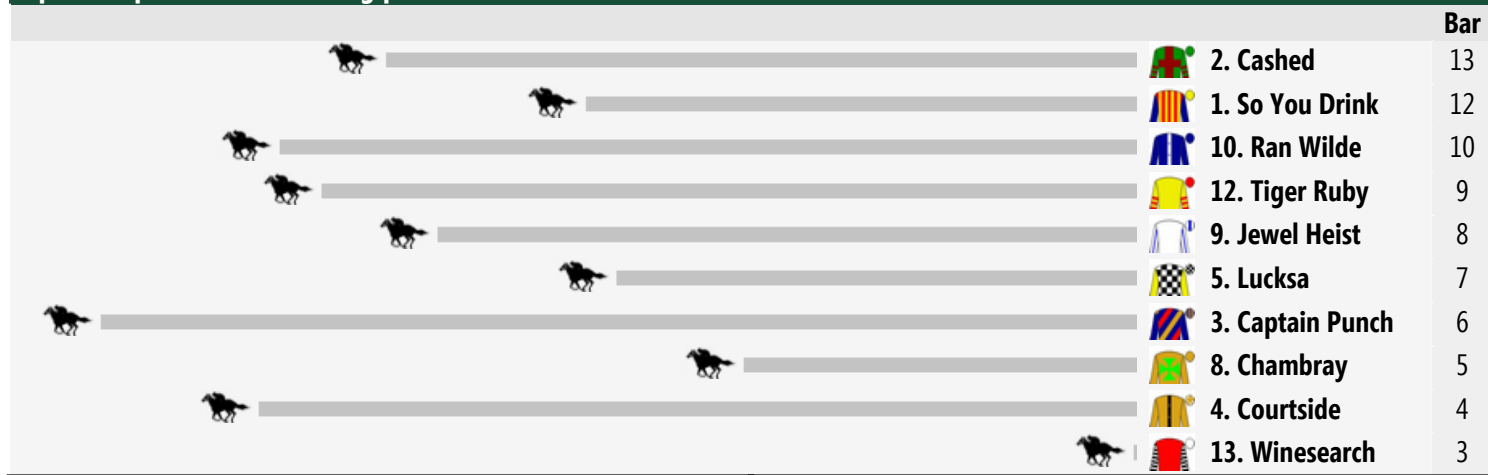 Bar
2. Cashed 13
1. So You Drink 12
10. Ran Wilde 10
12. Tiger Ruby 9
9. Jewel Heist 8
5. Lucksa 7
3. Captain Punch 6
8. Chambray 5
4. Courtside 4
13. Winesearch 3